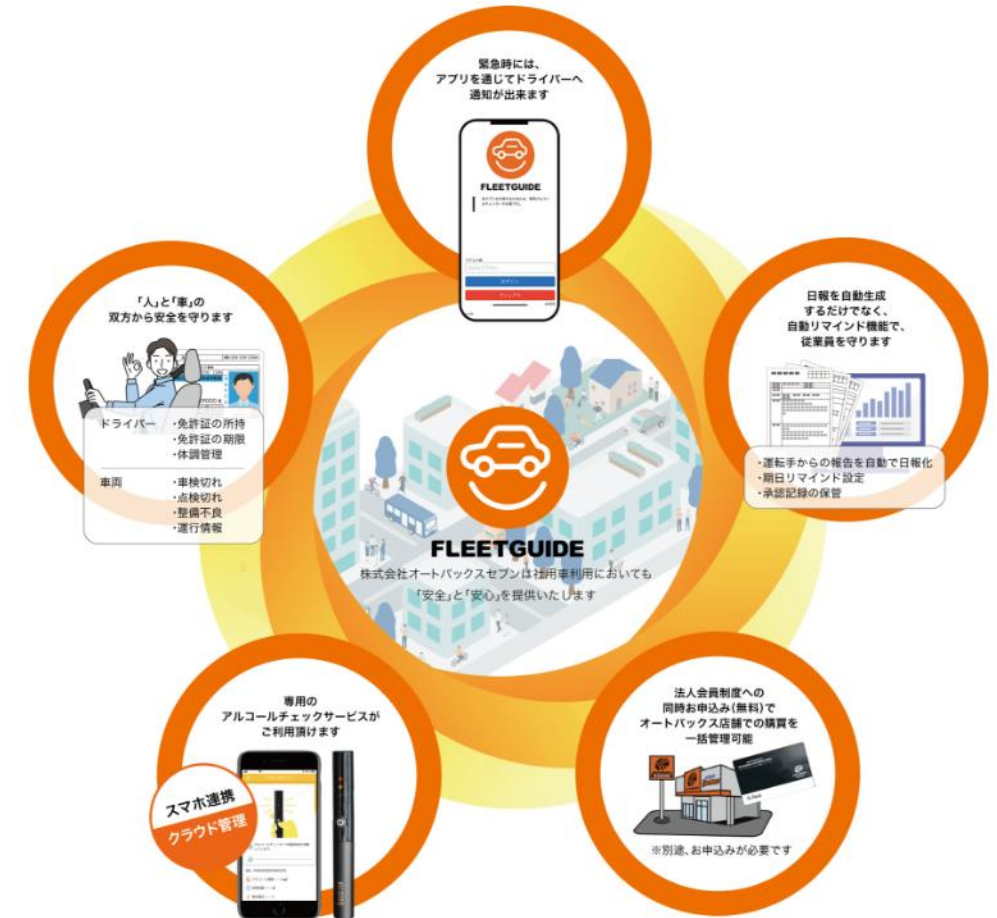 緊急時には、
アプリを通じてドライバーへ
通知が出来ます
FLEETGUIDE
「人」と「車」の
双方から安全を守ります
ドライバー ・免許証の所持
・免許証の期限
・体調管理
車両 ・車検切れ
・点検切れ
・整備不良
・運行情報
日報を自動生成
するだけでなく、
自動リマインド機能で、
従業員を守ります
・運転手からの報告を自動で日報化
・期日リマインド設定
・承認記録の保管
FLEETGUIDE
株式会社オートバックスセブンは社用車利用においても
「安全」と「安心」を提供いたします
専用の
アルコールチェックサービスが
ご利用頂けます
スマホ連携
クラウド管理
法人会員制度への
同時お申込み(無料)で
オートバックス店舗での購買を
一括管理可能
※別途、お申込みが必要です